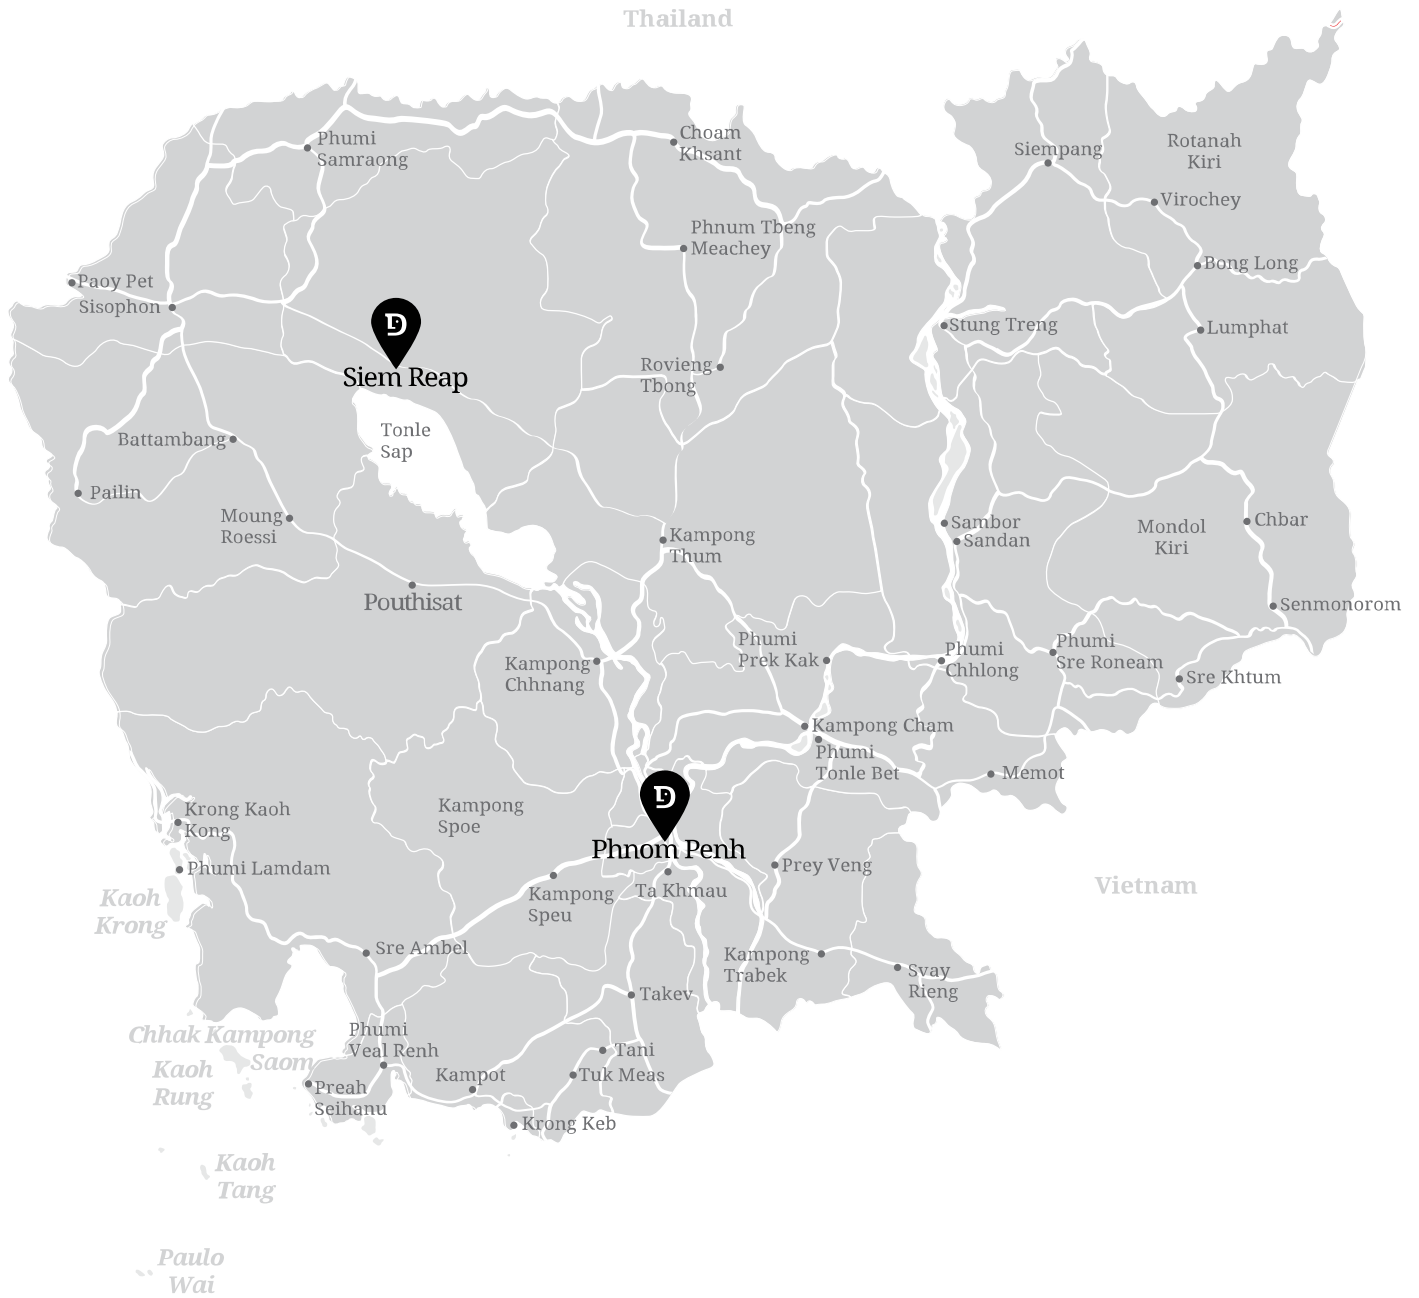 Thailand
Choam
Khsant
Phumi
Samraong
Rotanah
Kiri
Siempang
Virochey
Phnum Tbeng
Meachey
Bong Long
Paoy Pet
Sisophon
D
Stung Treng
Lumphat
Siem Reap
Rovieng
Tbong
Tonle
Sap
Battambang
Pailin
Moung
Roessi
Kampong
Thum
Sambor
Sandan
Mondol
Kiri
Chbar
Pouthisat
Senmonorom
Phumi
Prek Kak
Phumi
Chhlong
Phumi
Sre Roneam
Kampong
Chhnang
Sre Khtum
Kampong Cham
Phumi
Tonle Bet
Memot
Krong Kaoh
Kong
Kampong
Spoe
D
Phnom Penh
Phumi Lamdam
Prey Veng
Kaoh
Krong
Kampong
Speu
Ta Khmau
Vietnam
Sre Ambel
Kampong
Trabek
Svay
Rieng
Takev
Chhak Kampong
Saom
Phumi
Veal Renh
Kaoh
Rung
Tani
Kampot
Tuk Meas
Preah
Seihanu
Krong Keb
Kaoh
Tang
Paulo
Wai